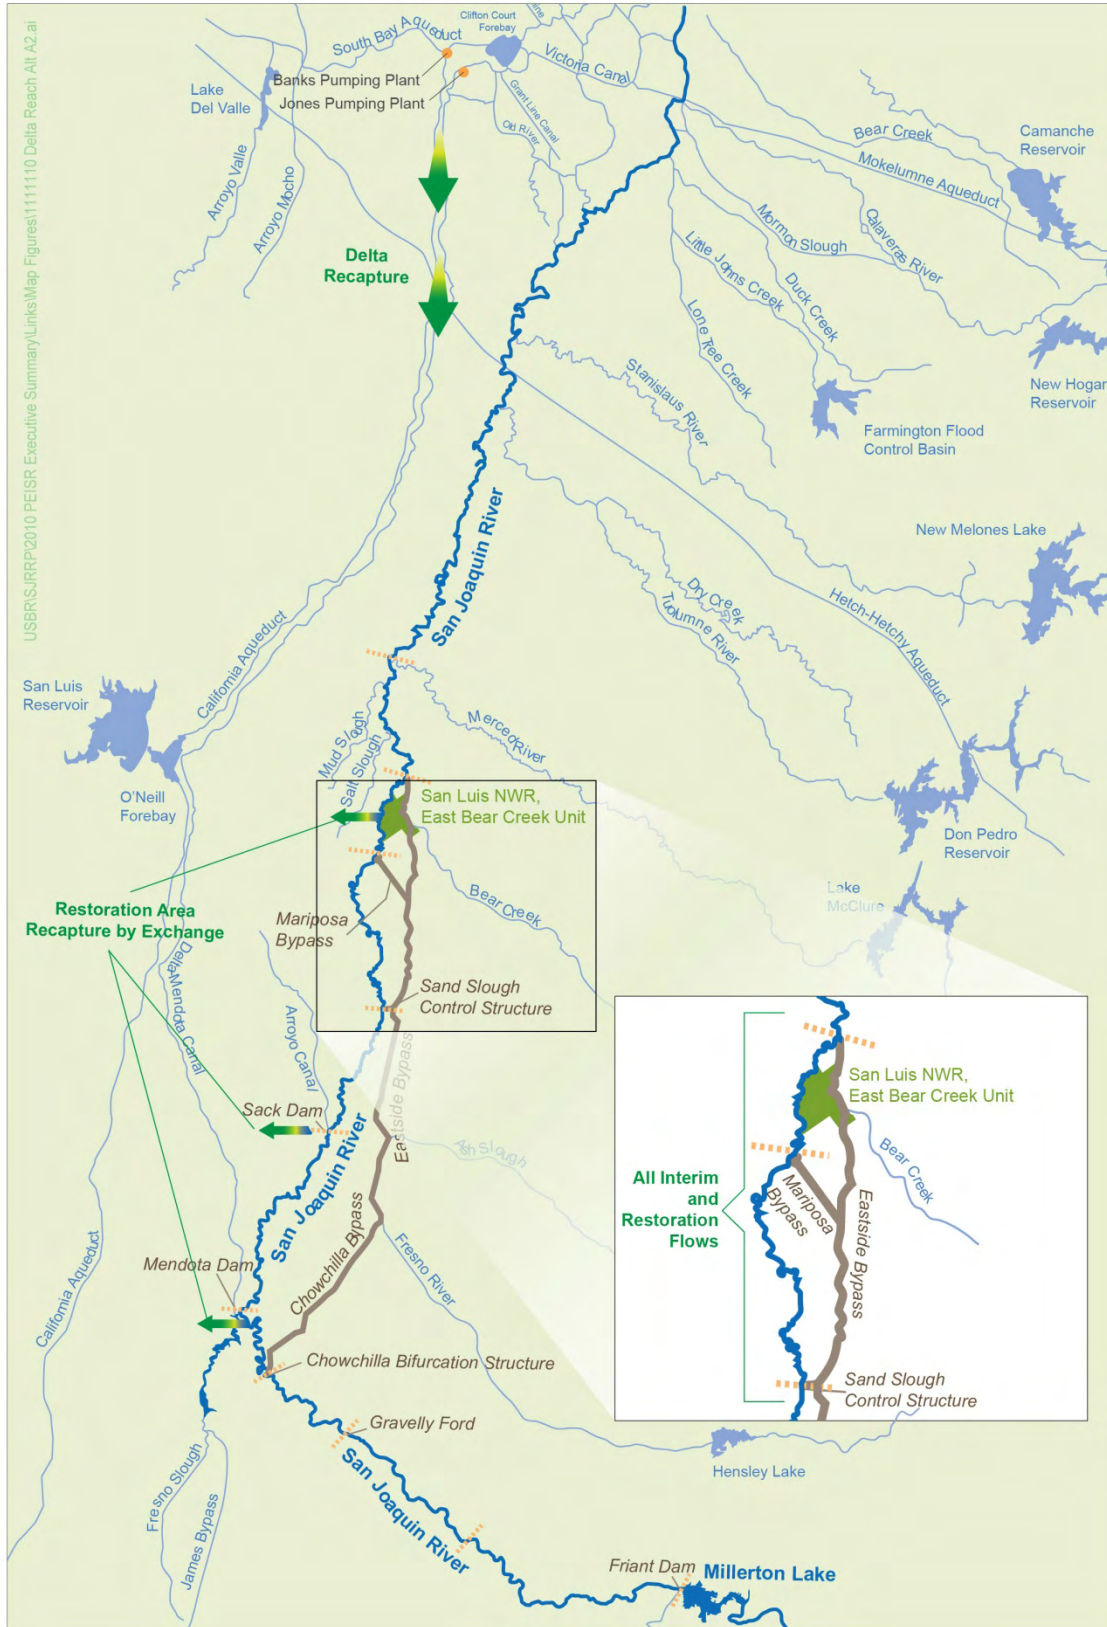 USBR\SJRRP\2010 PEISR Executive Summary\Links\Map Figures\1111110 Delta Reach Alt A2.ai
Clifton Court
Forebay
South Bay Aqueduct
Victoria Canal
Banks Pumping Plant
Jones Pumping Plant
Lake
Del Valle
Grant Line Canal
Old River
Bear Creek
Camanche
Reservoir
Mokelumne Aqueduct
Arroyo Valle
Arroyo Mocho
Mormon Slough
Calaveras River
Delta
Recapture
Little Johns Creek
Duck Creek
Lone Tree Creek
New Hogan
Reservoir
Stanislaus River
Farmington Flood
Control Basin
San Joaquin River
New Melones Lake
Dry Creek
Tuolumne River
Hetch-Hetchy Aqueduct
California Aqueduct
San Luis
Reservoir
Mud Slough
Salt Slough
Merced River
O'Neill
Forebay
San Luis NWR,
East Bear Creek Unit
Don Pedro
Reservoir
Lake
McClure
Restoration Area
Recapture by Exchange
Mariposa
Bypass
Bear Creek
Delta-Mendota Canal
Sand Slough
Control Structure
Arroyo Canal
Eastside Bypass
Sack Dam
Ash Slough
San Joaquin River
Chowchilla Bypass
Fresno River
Mendota Dam
California Aqueduct
Chowchilla Bifurcation Structure
Gravelly Ford
San Joaquin River
Fresno Slough
James Bypass
Hensley Lake
Friant Dam
Millerton Lake
San Luis NWR,
East Bear Creek Unit
All Interim
and
Restoration
Flows
Mariposa
Bypass
Bear Creek
Eastside Bypass
Sand Slough
Control Structure